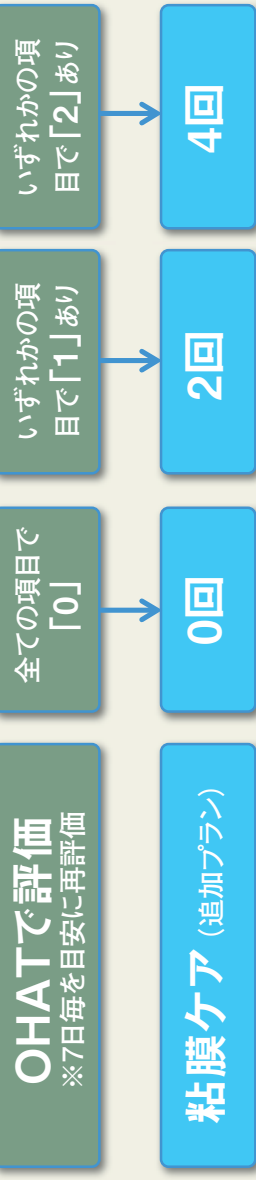 OHATで評価
※7日毎を目安に再評価
全ての項目で
「0」
いずれかの項
目で「1」あり
いずれかの項
目で「2」あり
粘膜ケア（追加プラン）
0回
2回
4回